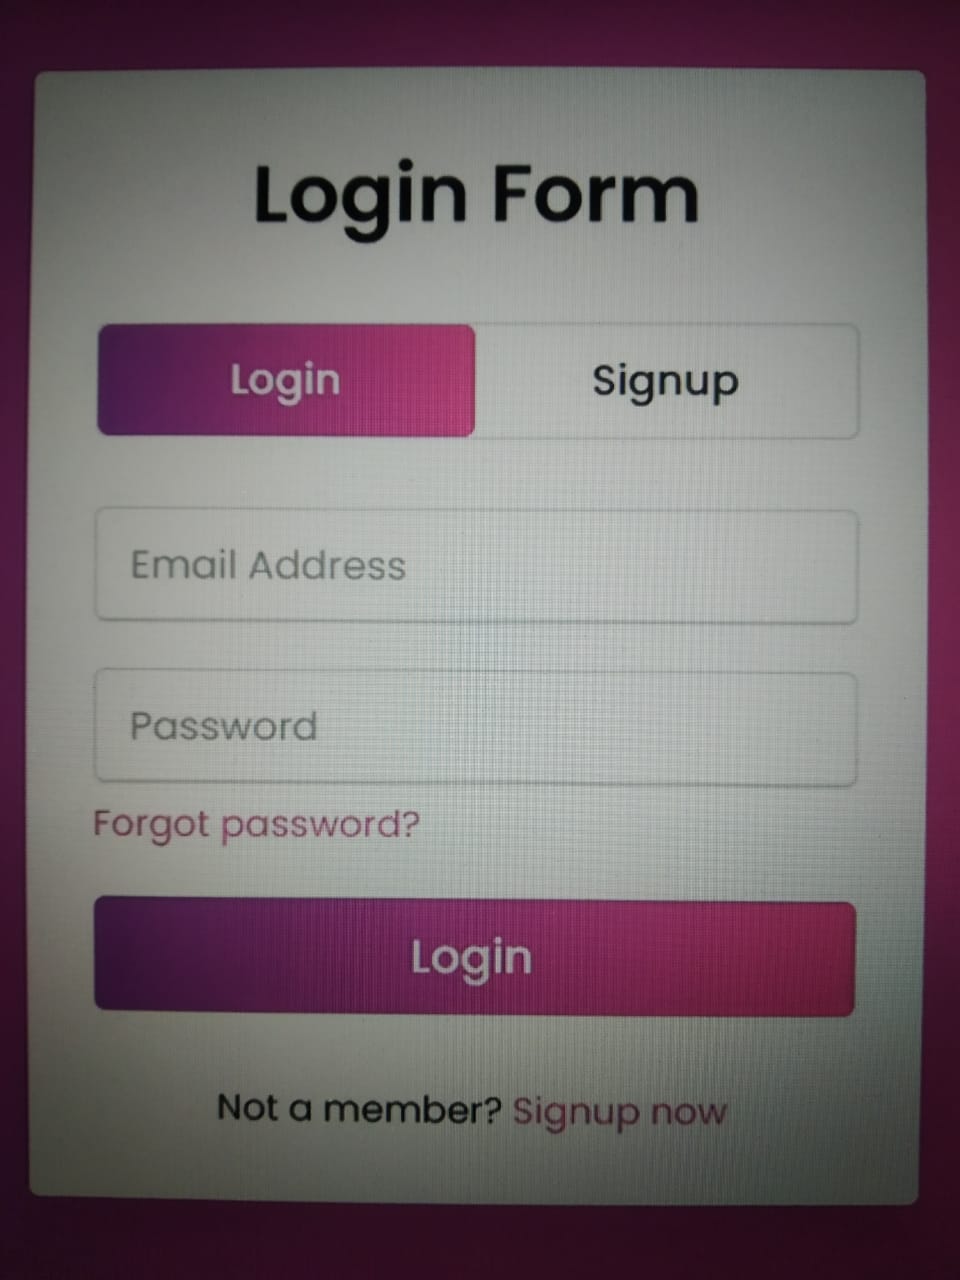 Login Form
Login Signup
Email Address
Password
Forgot password?
Login
Not a member? Signup now